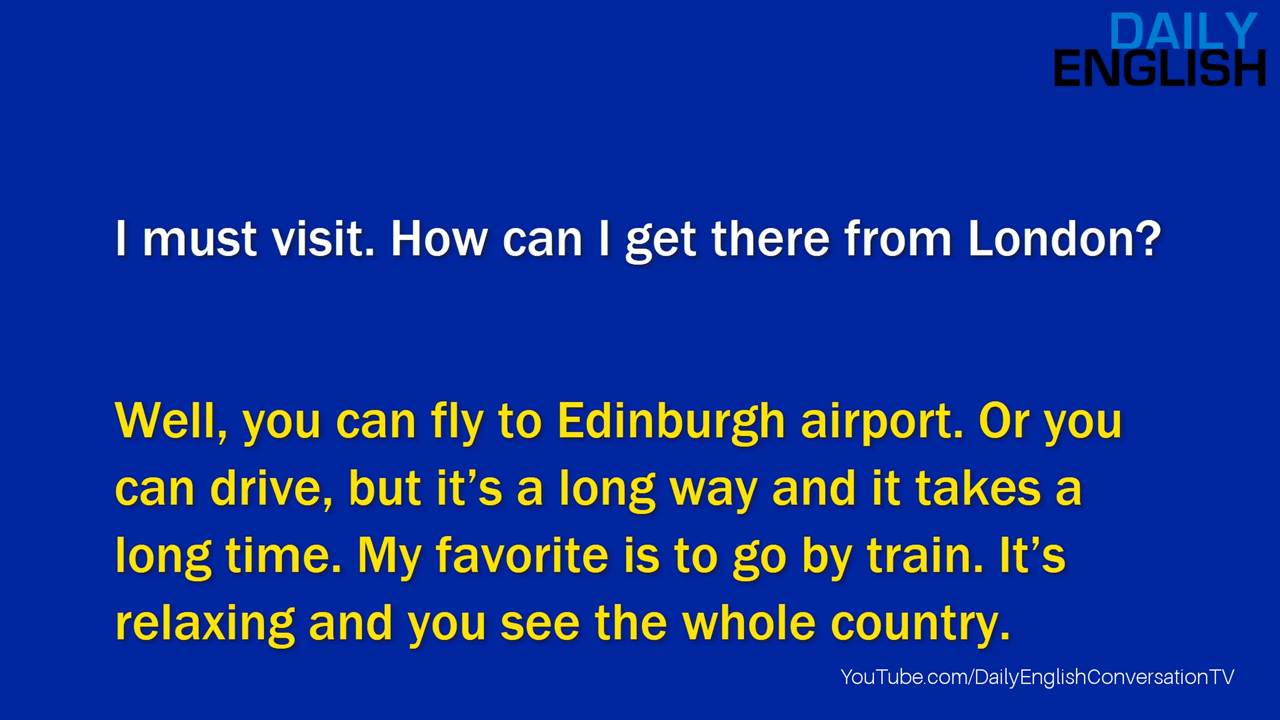 DAILY
ENGLISH
I must visit. How can I get there from London?
Well, you can fly to Edinburgh airport. Or you
can drive, but it’s a long way and it takes a
long time. My favorite is to go by train. It’s
relaxing and you see the whole country.
YouTube.com/DailyEnglishConversationTV